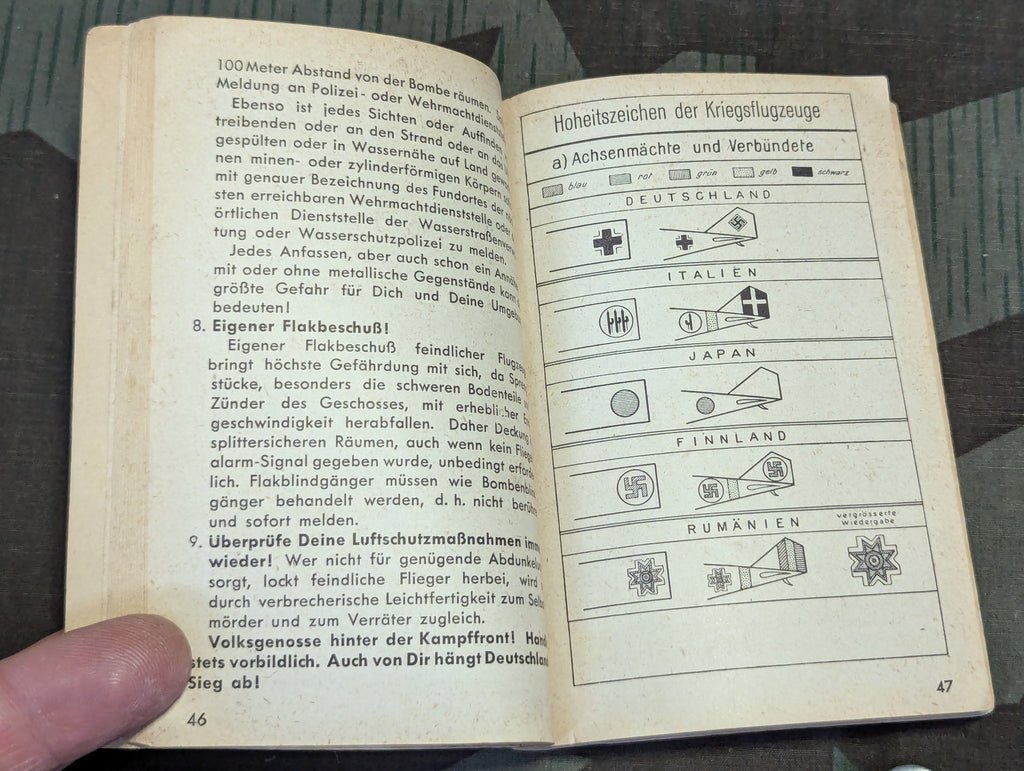 100 Meter Abstand von der Bombe räumen.
Meldung an Polizei- oder Wehrmachtdienst
Ebenso ist jedes Sichten oder Auffinden
treibenden oder an den Strand oder an das
gespülten oder in Wassernähe auf Land
nen minen- oder zylinderförmigen Körpern
mit genauer Bezeichnung des Fundortes der
sten erreichbaren Wehrmachtdienststelle oder
örtlichen Dienststelle der Wasserstraßenver
tung oder Wasserschutzpolizei zu melden.
Jedes Anfassen, aber auch schon ein
mit oder ohne metallische Gegenstände kann
größte Gefahr für Dich und Deine
bedeuten!
8. Eigener Flakbeschuß!
Eigener Flakbeschuß feindlicher
bringt höchste Gefährdung mit sich, da
stücke, besonders die schweren Bodenteile
Zünder des Geschosses, mit erheblicher
geschwindigkeit herabfallen. Daher Deckung
splittersicheren Räumen, auch wenn kein Flieger
alarm-Signal gegeben wurde, unbedingt
lich. Flakblindgänger müssen wie
gänger behandelt werden, d. h. nicht
und sofort melden.
9. Überprüfe Deine Luftschutzmaßnahmen
wieder! Wer nicht für genügende
sorgt, lockt feindliche Flieger herbei, wird
durch verbrecherische Leichtfertigkeit zum
mörder und zum Verräter zugleich.
Volksgenosse hinter der Kampffront!
stets vorbildlich. Auch von Dir hängt
Sieg ab!
46
Hoheitszeichen der Kriegsflugzeuge
a) Achsenmächte und Verbündete
blau rot grün gelb schwarz
DEUTSCHLAND
ITALIEN
JAPAN
FINNLAND
RUMÄNIEN
vergrösserte
Wiedergabe
47